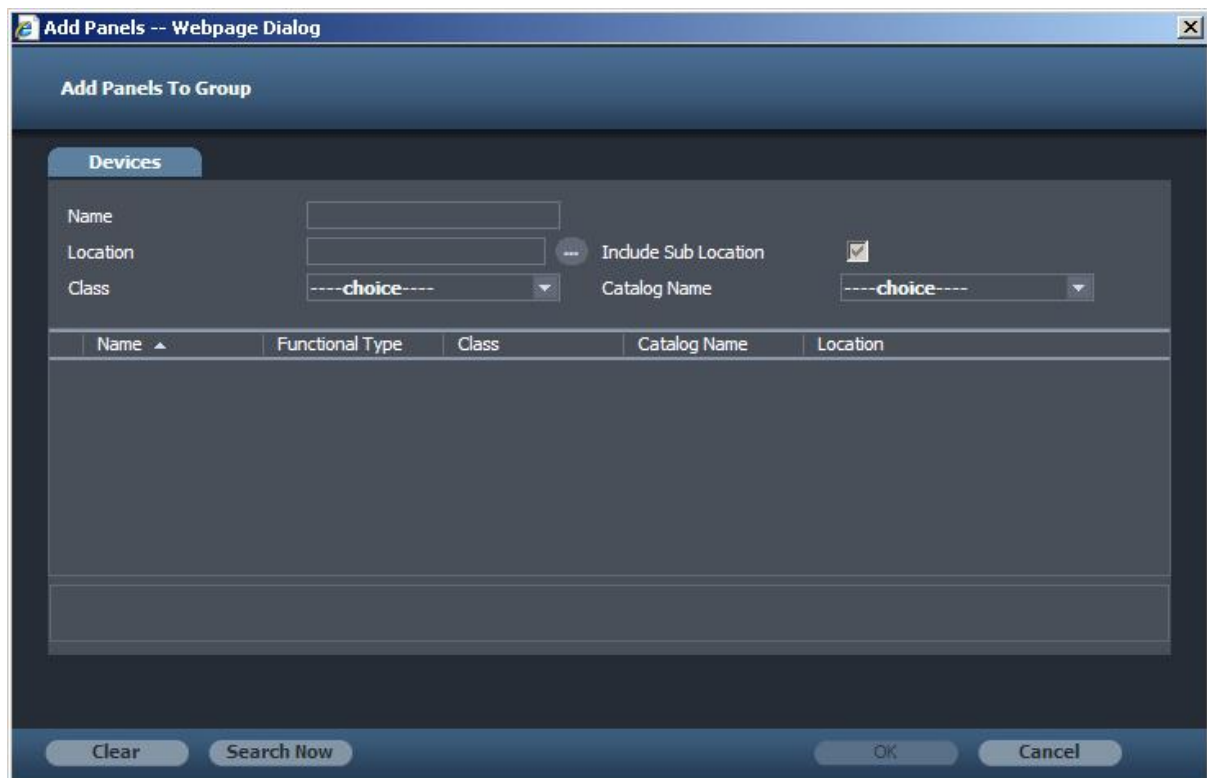 Add Panels -- Webpage Dialog
Add Panels To Group
Devices
Name
Location ... Include Sub Location
Class ----choice---- Catalog Name ----choice----
Name Functional Type Class Catalog Name Location
Clear Search Now OK Cancel